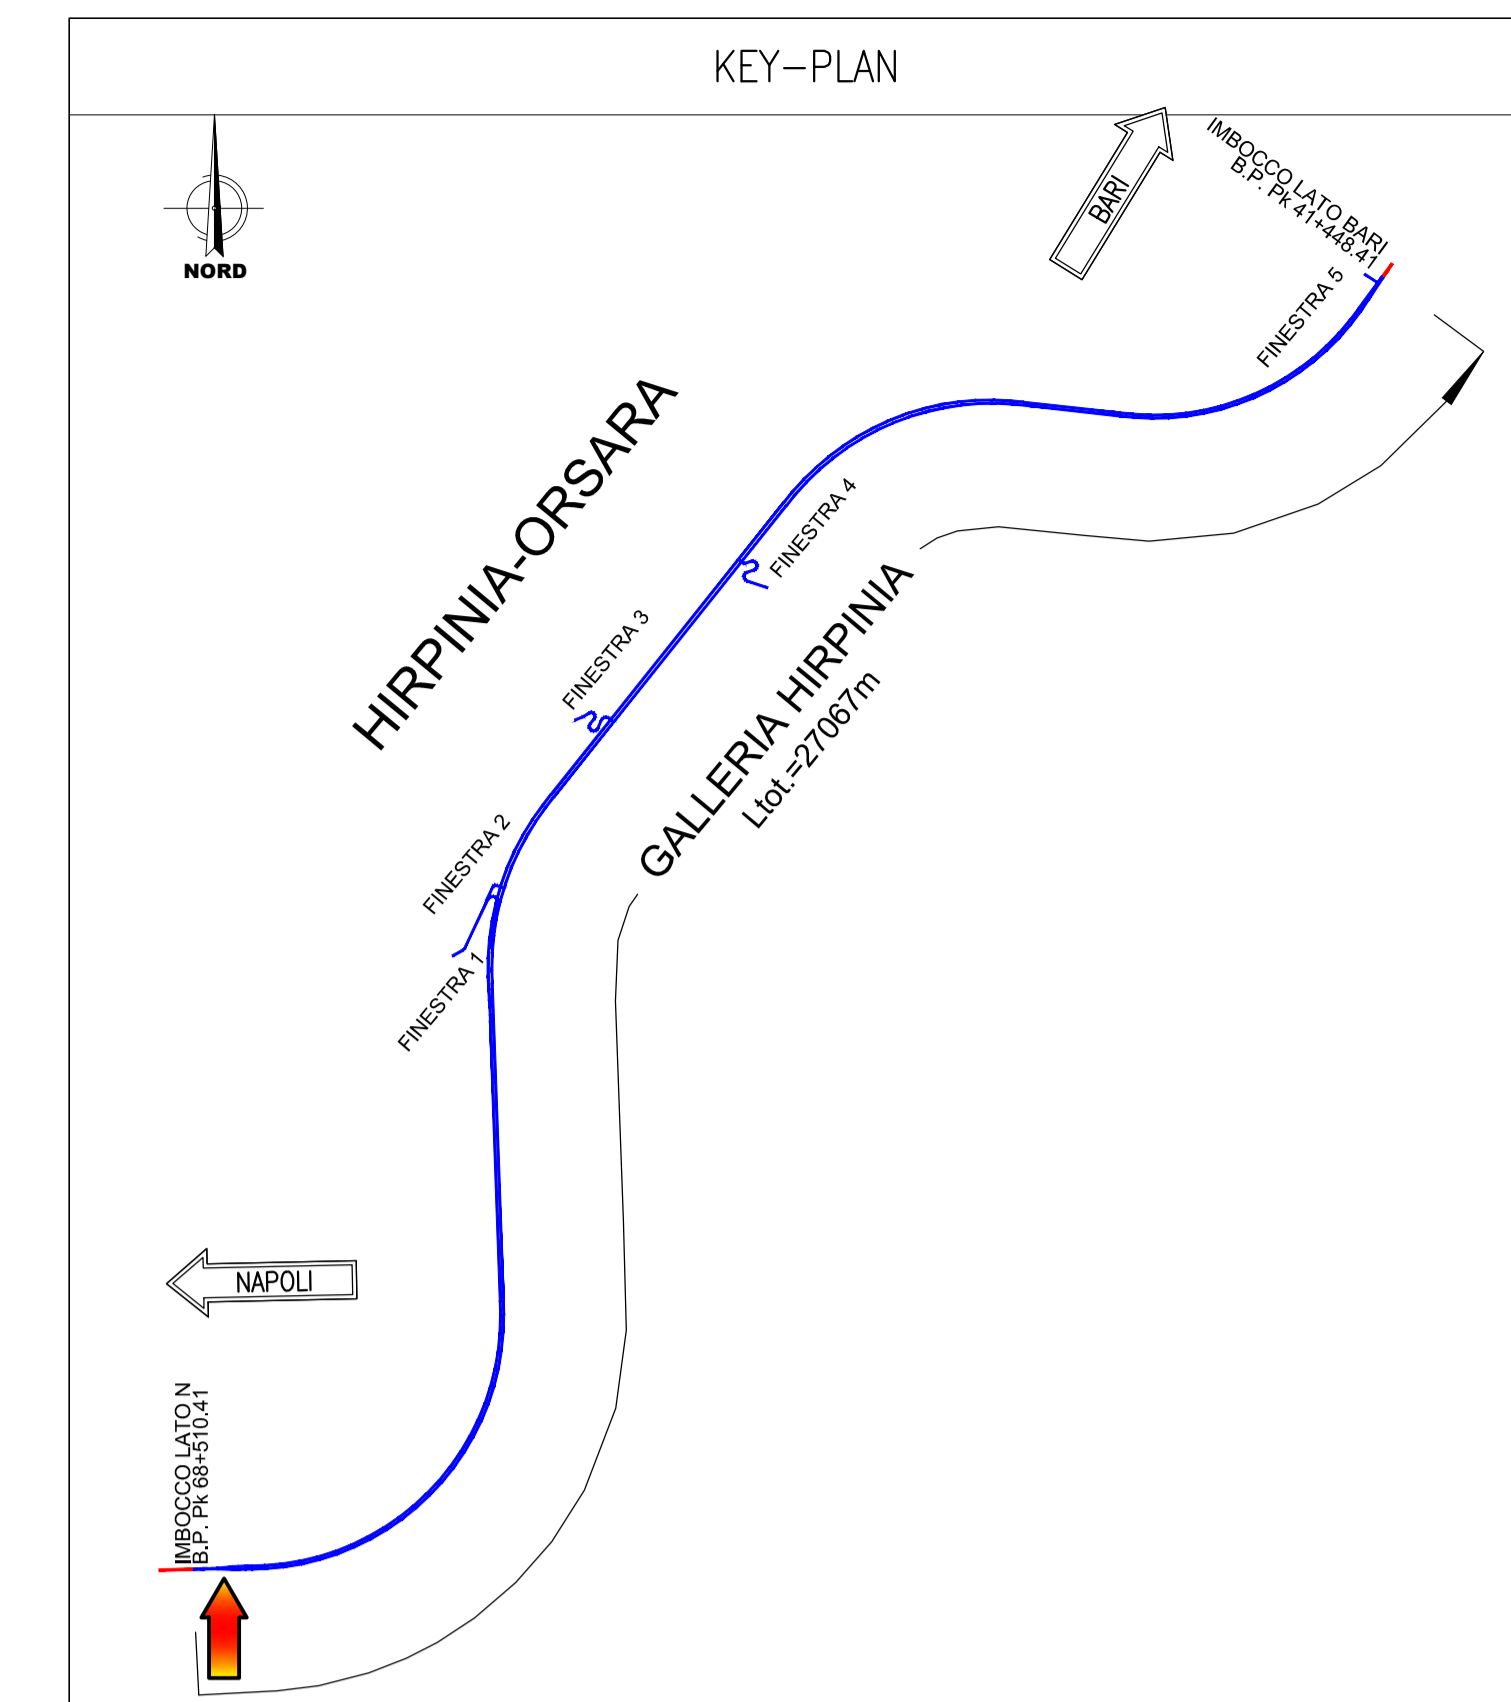 KEY-PLAN
NORD
BARI
IMBOCCO LATO BARI
B.P. Pk 41+448.41
FINESTRA 5
HIRPINIA-ORSARA
FINESTRA 4
FINESTRA 3
GALLERIA HIRPINIA
Ltot.=27067m
FINESTRA 2
FINESTRA 1
NAPOLI
IMBOCCO LATO N
B.P. Pk 68+510.41